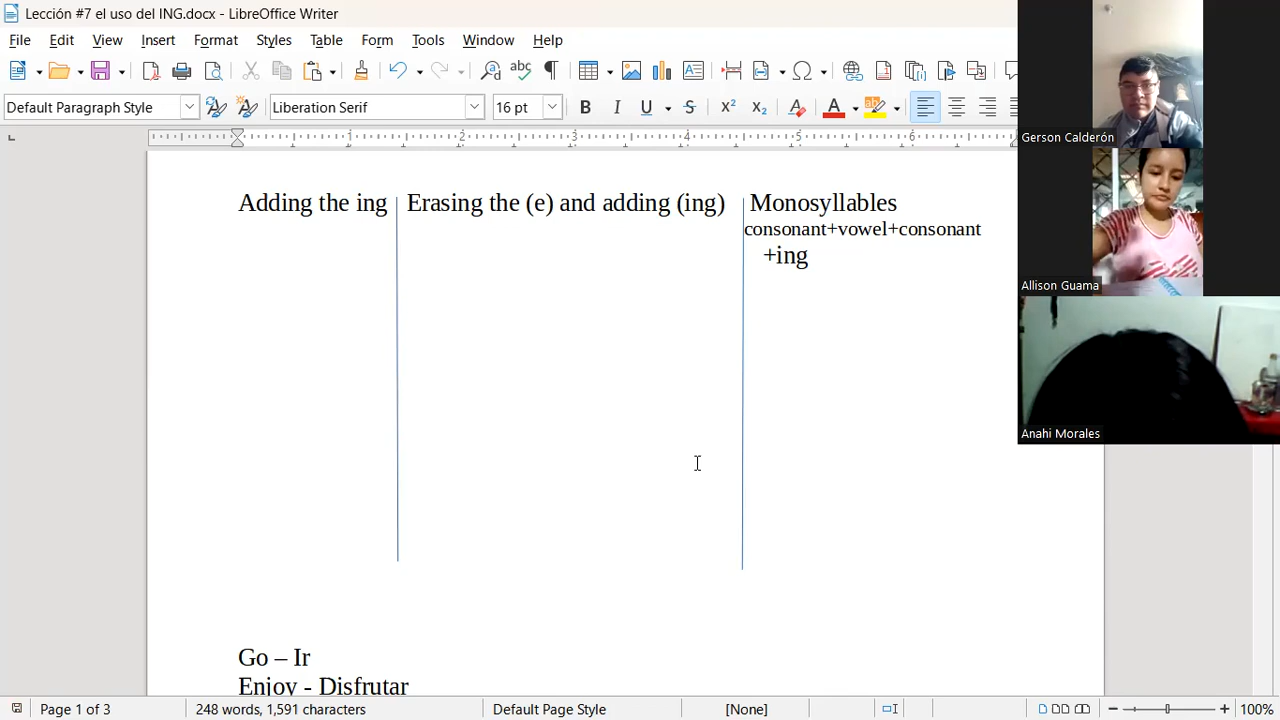 Lección #7 el uso del ING.docx - LibreOffice Writer
File Edit View Insert Format Styles Table Form Tools Window Help
Default Paragraph Style Liberation Serif 16 pt
Adding the ing Erasing the (e) and adding (ing) Monosyllables
consonant+vowel+consonant
+ing
Go – Ir
Enjoy - Disfrutar
Gerson Calderón
Allison Guama
Anahi Morales
Page 1 of 3 248 words, 1,591 characters Default Page Style [None] 100%